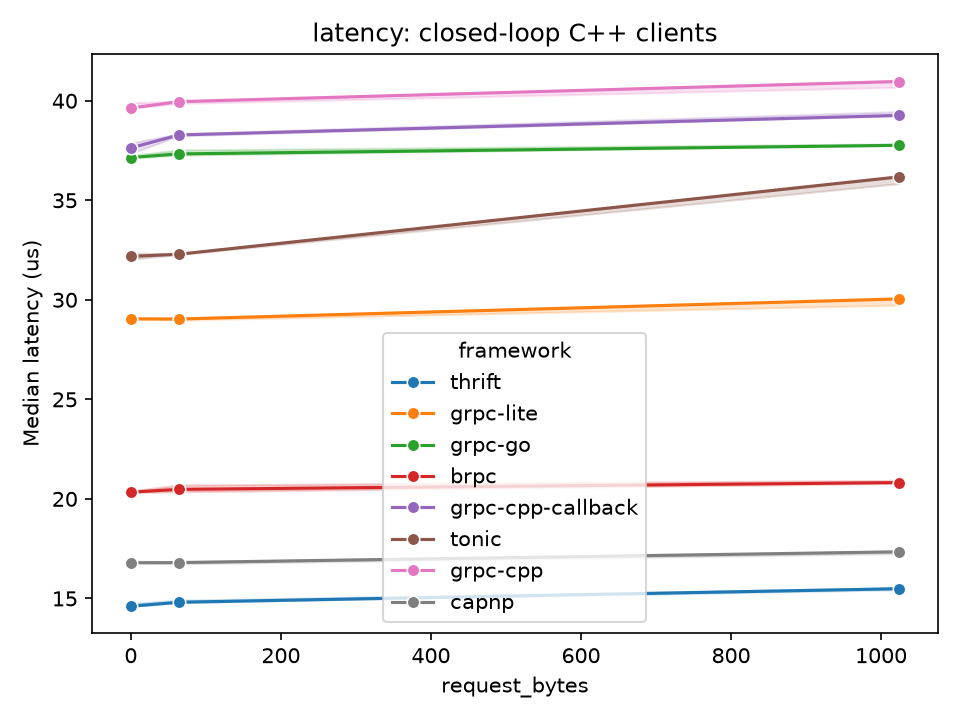 latency: closed-loop C++ clients
Median latency (us)
40
35
30
25
20
15
framework
thrift
grpc-lite
grpc-go
brpc
grpc-cpp-callback
tonic
grpc-cpp
capnp
0 200 400 600 800 1000
request_bytes